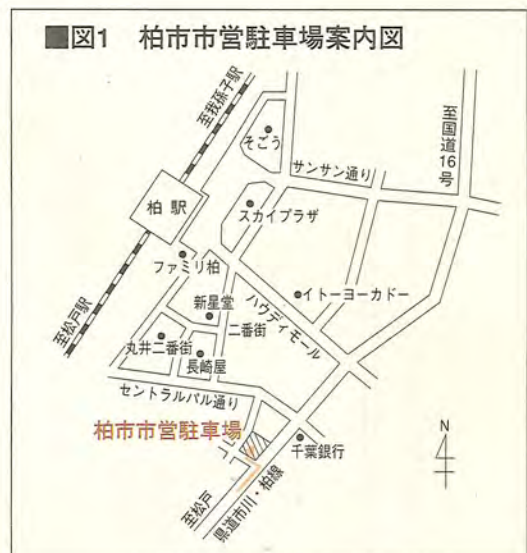 ■図1 柏市市営駐車場案内図
至我孫子駅
そごう
至国道16号
サンサン通り
柏駅
スカイプラザ
ファミリ柏
イトーヨーカドー
新星堂
ハウディモール
二番街
至松戸駅
丸井二番街
長崎屋
セントラルパル通り
柏市市営駐車場
千葉銀行
N
至松戸
県道市川・柏線